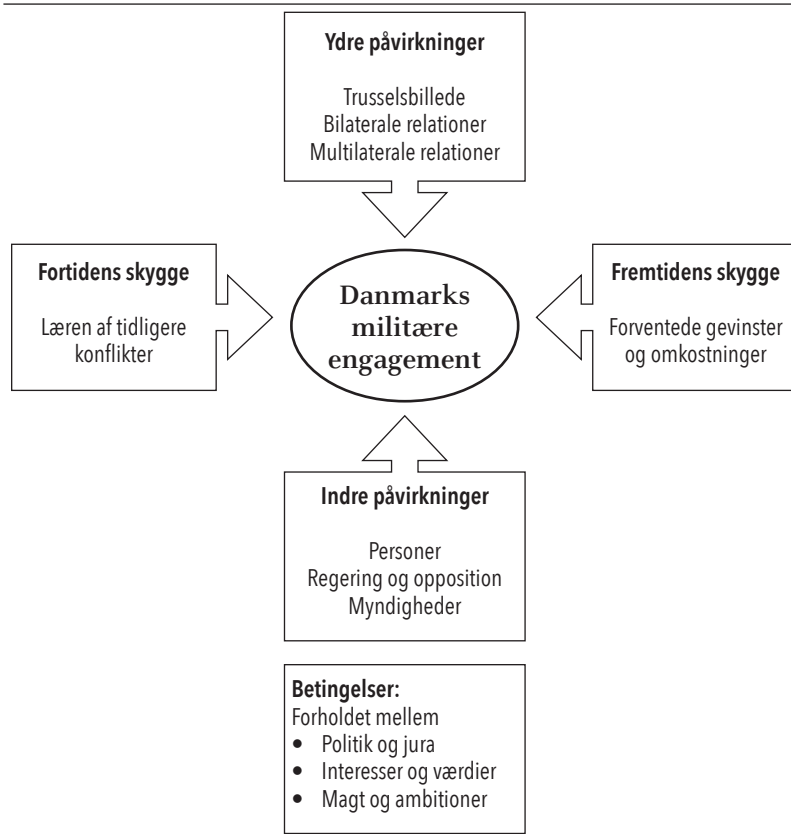 Ydre påvirkninger
Trusselsbillede
Bilaterale relationer
Multilaterale relationer
Fortidens skygge
Læren af tidligere
konflikter
Danmarks
militære
engagement
Fremtidens skygge
Forventede gevinster
og omkostninger
Indre påvirkninger
Personer
Regering og opposition
Myndigheder
Betingelser:
Forholdet mellem
• Politik og jura
• Interesser og værdier
• Magt og ambitioner